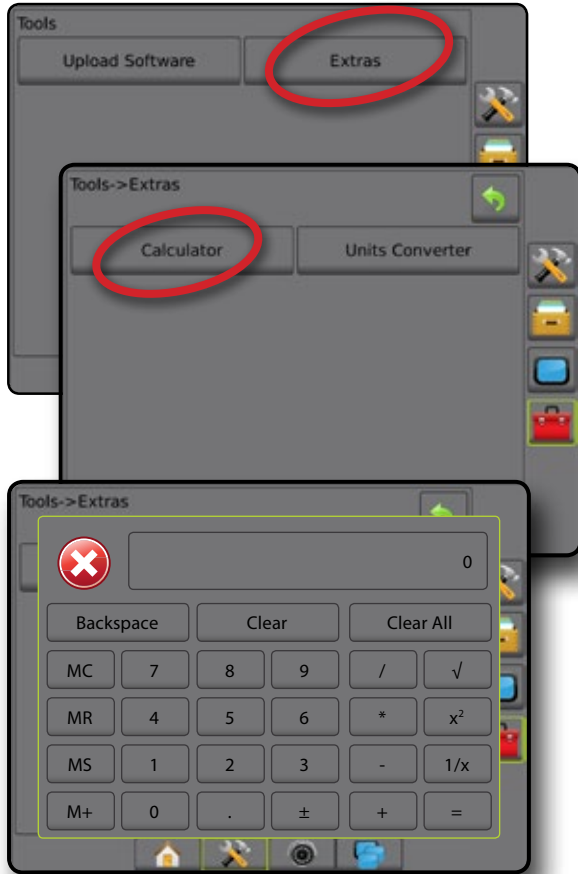 Tools
Upload Software Extras
Tools->Extras
Calculator Units Converter
Tools->Extras
0
Backspace Clear Clear All
MC 7 8 9 / √
MR 4 5 6 * x²
MS 1 2 3 - 1/x
M+ 0 . ± + =